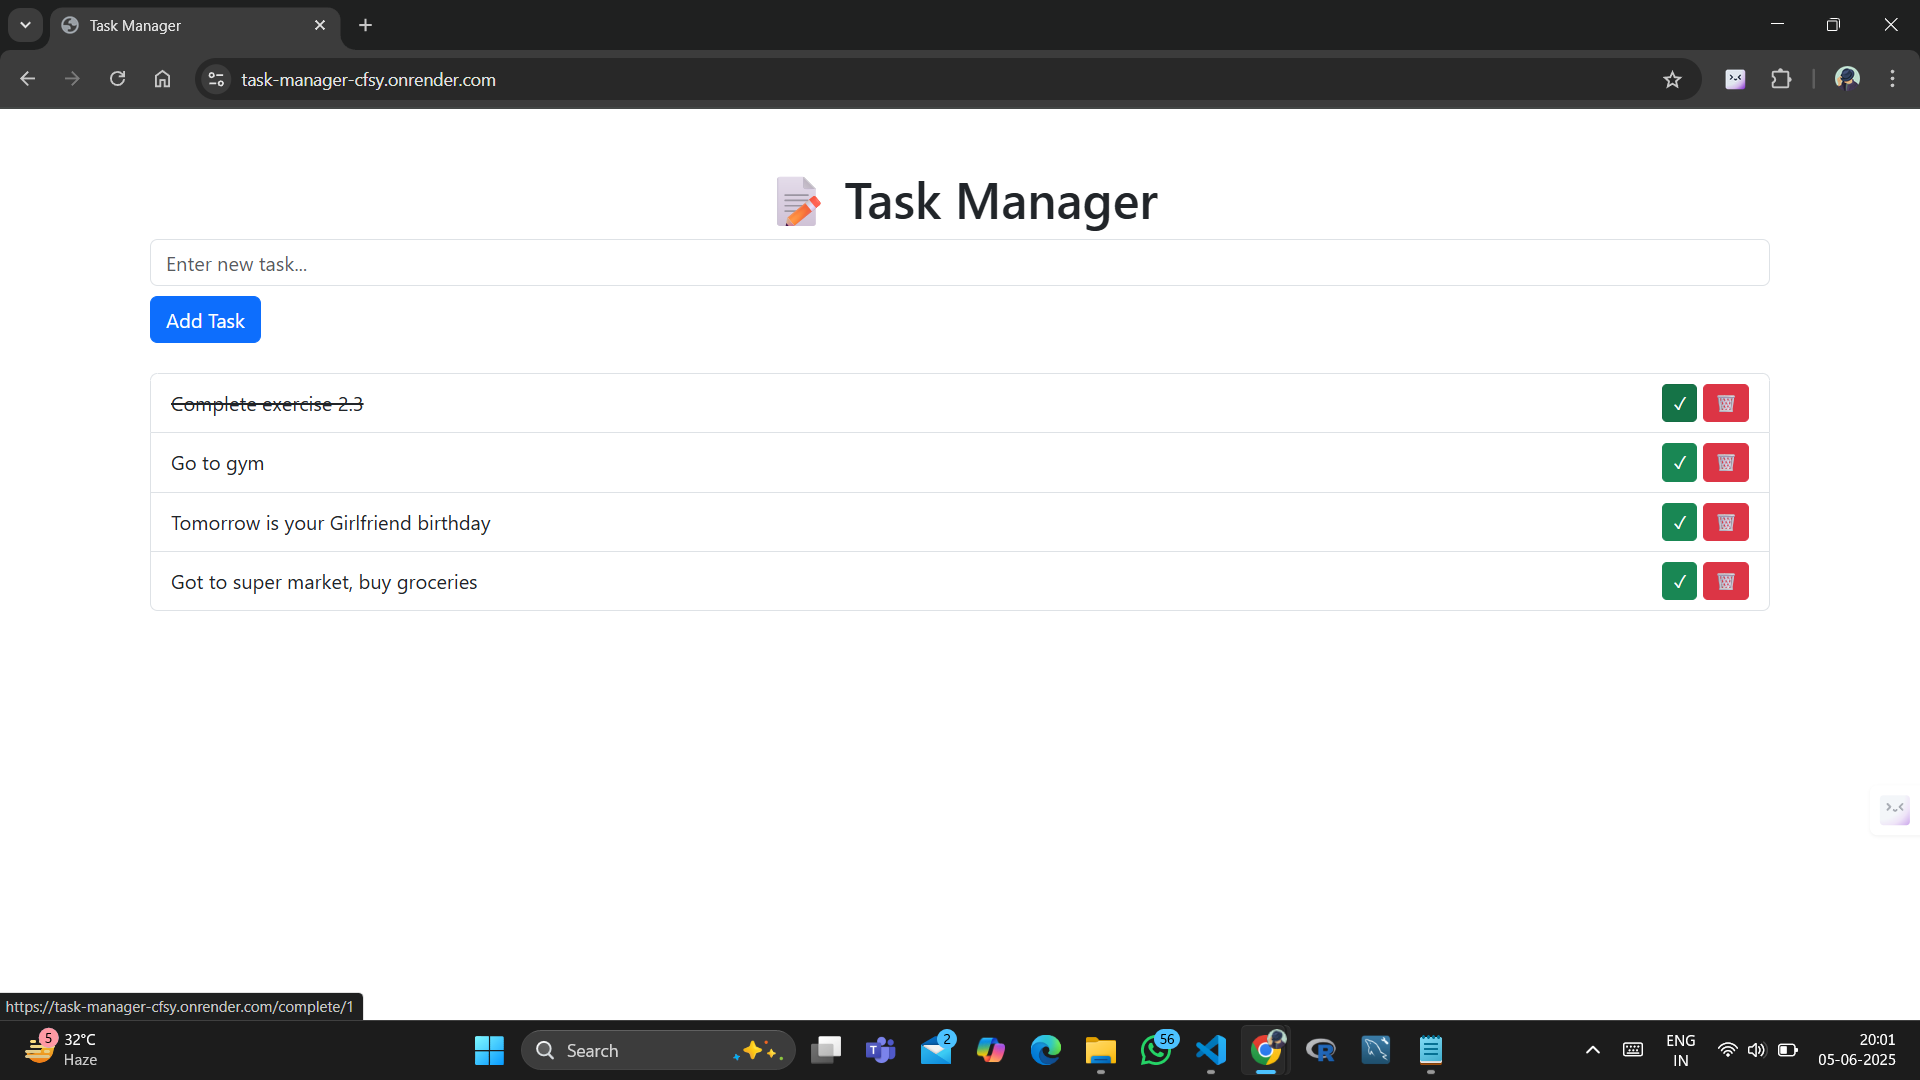 Task Manager
task-manager-cfsy.onrender.com
Task Manager
Enter new task...
Add Task
Complete exercise 2.3
✓
Go to gym
✓
Tomorrow is your Girlfriend birthday
✓
Got to super market, buy groceries
✓
https://task-manager-cfsy.onrender.com/complete/1
5
32°C
Haze
Search
2
56
ENG
IN
20:01
05-06-2025